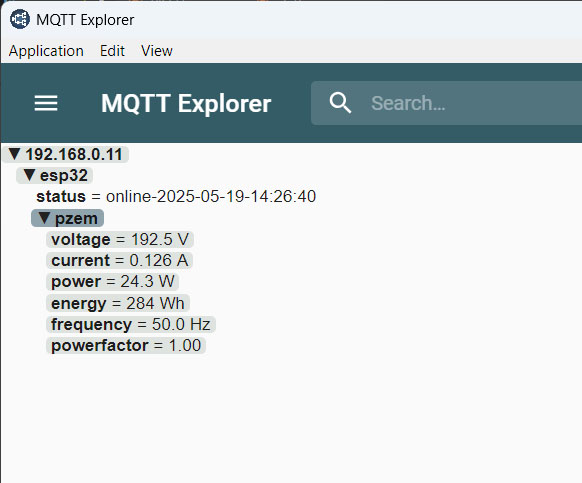 MQTT Explorer
Application Edit View
MQTT Explorer Search...
▼ 192.168.0.11
▼ esp32
status = online-2025-05-19-14:26:40
▼ pzem
voltage = 192.5 V
current = 0.126 A
power = 24.3 W
energy = 284 Wh
frequency = 50.0 Hz
powerfactor = 1.00